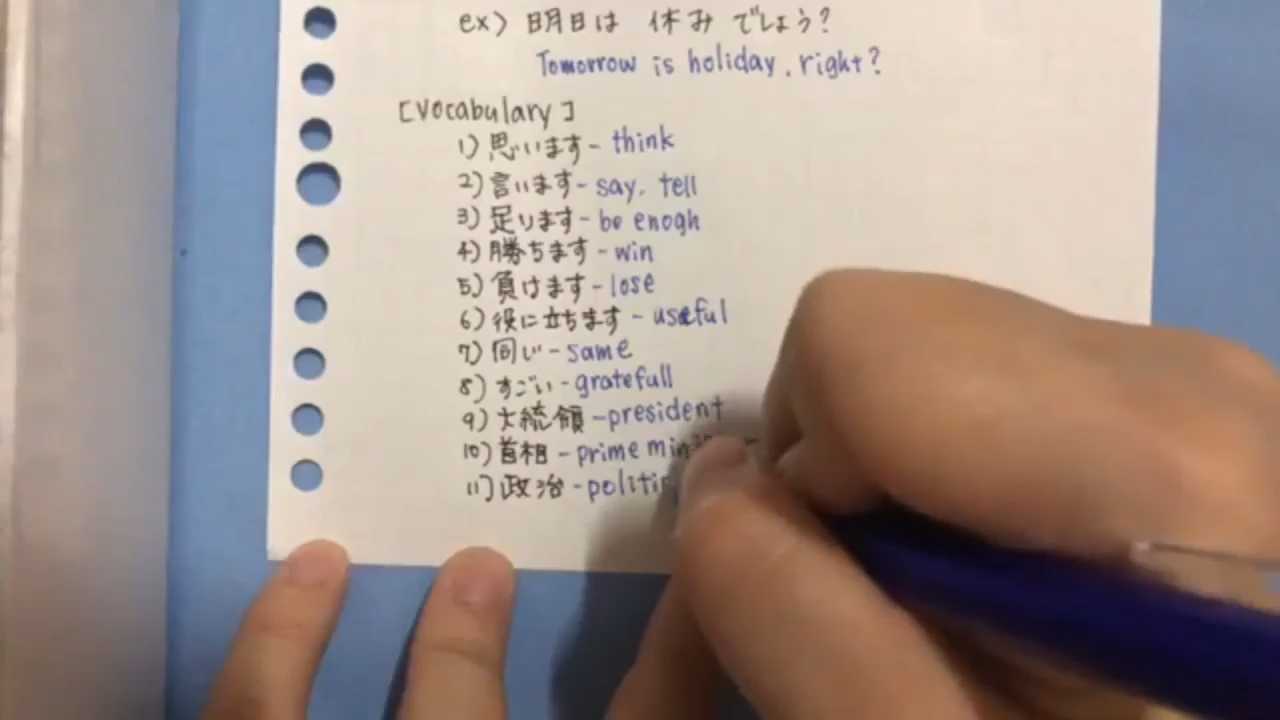 ex) 明日は 休み でしょう?
Tomorrow is holiday, right?
[Vocabulary]
1) 思います - think
2) 言います - say. tell
3) 足ります - be enogh
4) 勝ちます - win
5) 負けます - lose
6) 役に立ちます - useful
7) 同じ - same
8) すごい - gratefull
9) 大統領 - president
10) 首相 - prime
11) 政治 -